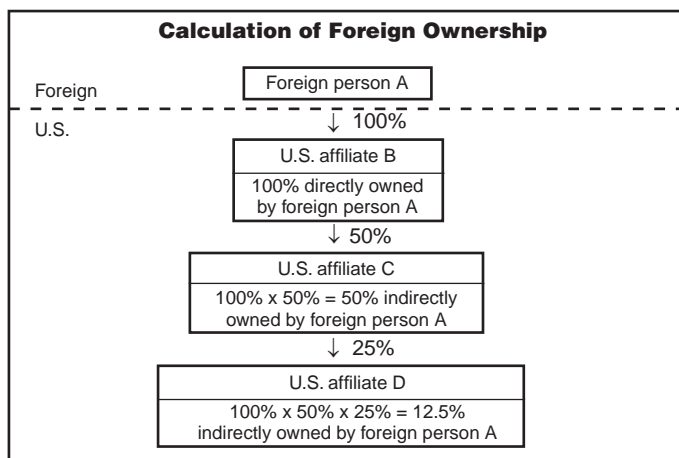 Calculation of Foreign Ownership
Foreign person A
Foreign
U.S.
↓ 100%
U.S. affiliate B
100% directly owned
by foreign person A
↓ 50%
U.S. affiliate C
100% x 50% = 50% indirectly
owned by foreign person A
↓ 25%
U.S. affiliate D
100% x 50% x 25% = 12.5%
indirectly owned by foreign person A